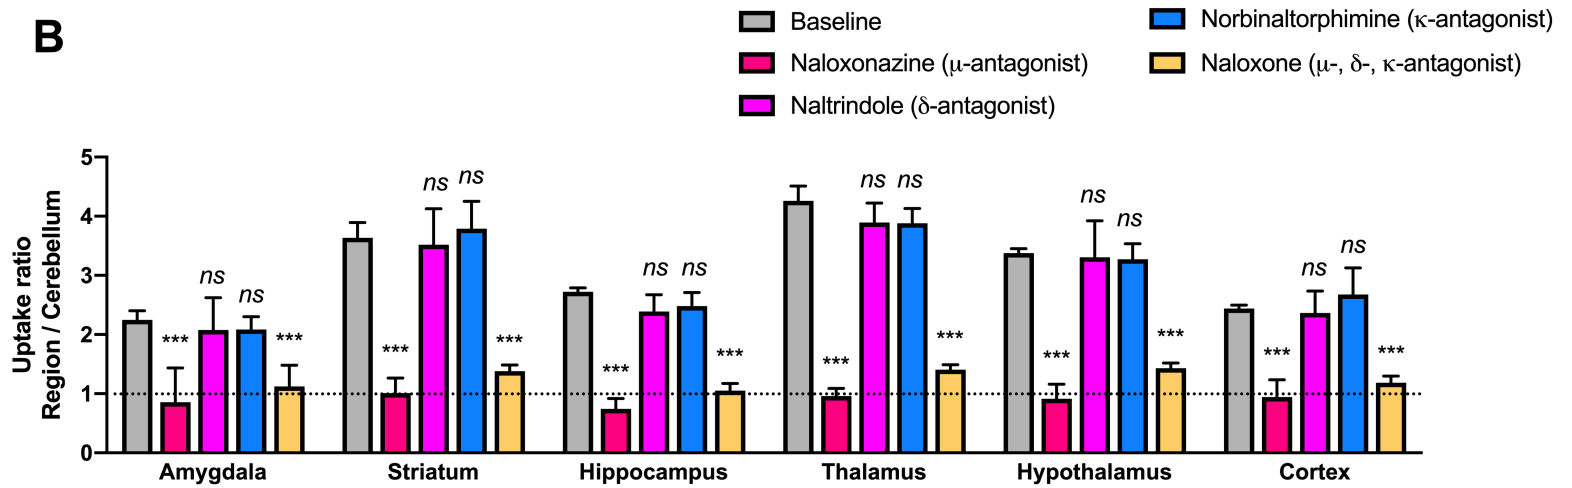 B
Baseline
Naloxonazine (μ-antagonist)
Naltrindole (δ-antagonist)
Norbinaltorphimine (κ-antagonist)
Naloxone (μ-, δ-, κ-antagonist)
Uptake ratio
Region / Cerebellum
5
4
3
2
1
0
*** ns ns ***
*** ns ns ***
*** ns ns ***
*** ns ns ***
*** ns ns ***
*** ns ns ***
Amygdala Striatum Hippocampus Thalamus Hypothalamus Cortex